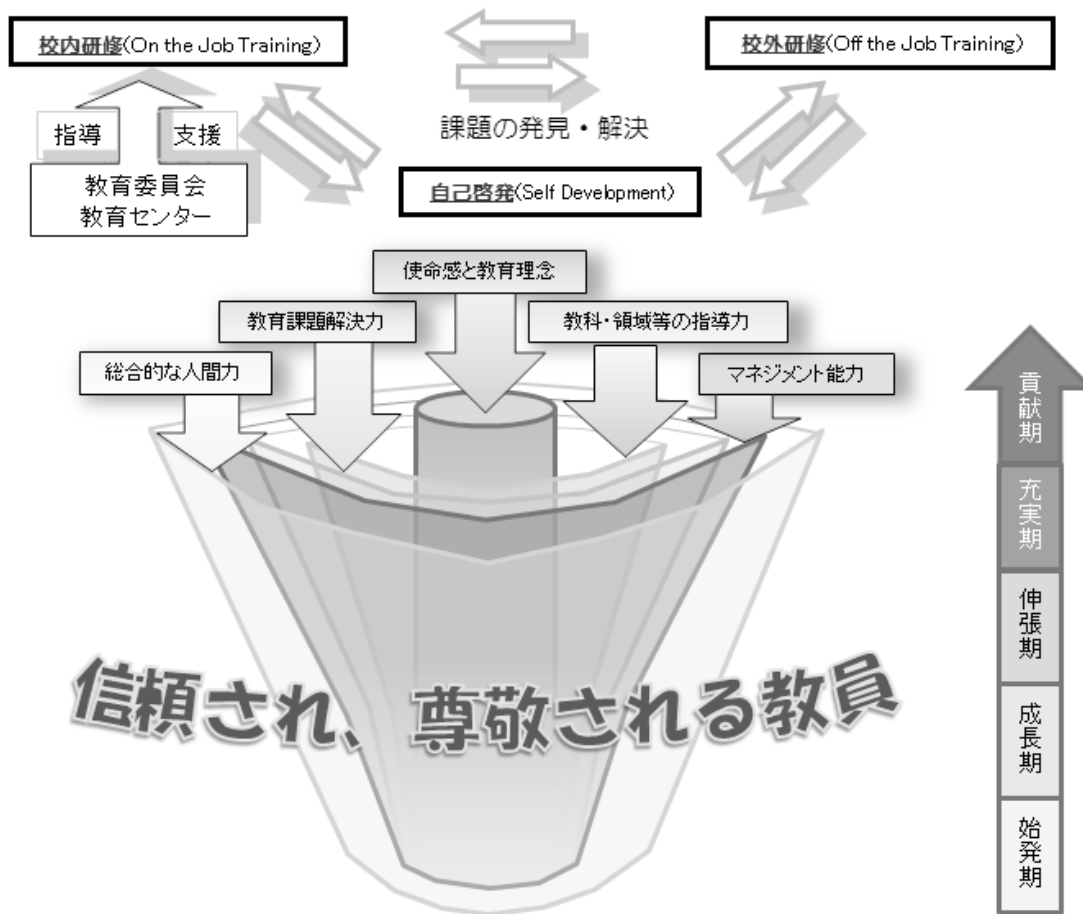 校内研修(On the Job Training)
校外研修(Off the Job Training)
指導
支援
課題の発見・解決
教育委員会
教育センター
自己啓発(Self Development)
使命感と教育理念
教育課題解決力
教科・領域等の指導力
総合的な人間力
マネジメント能力
貢献期
充実期
伸張期
成長期
始発期
信頼され、尊敬される教員